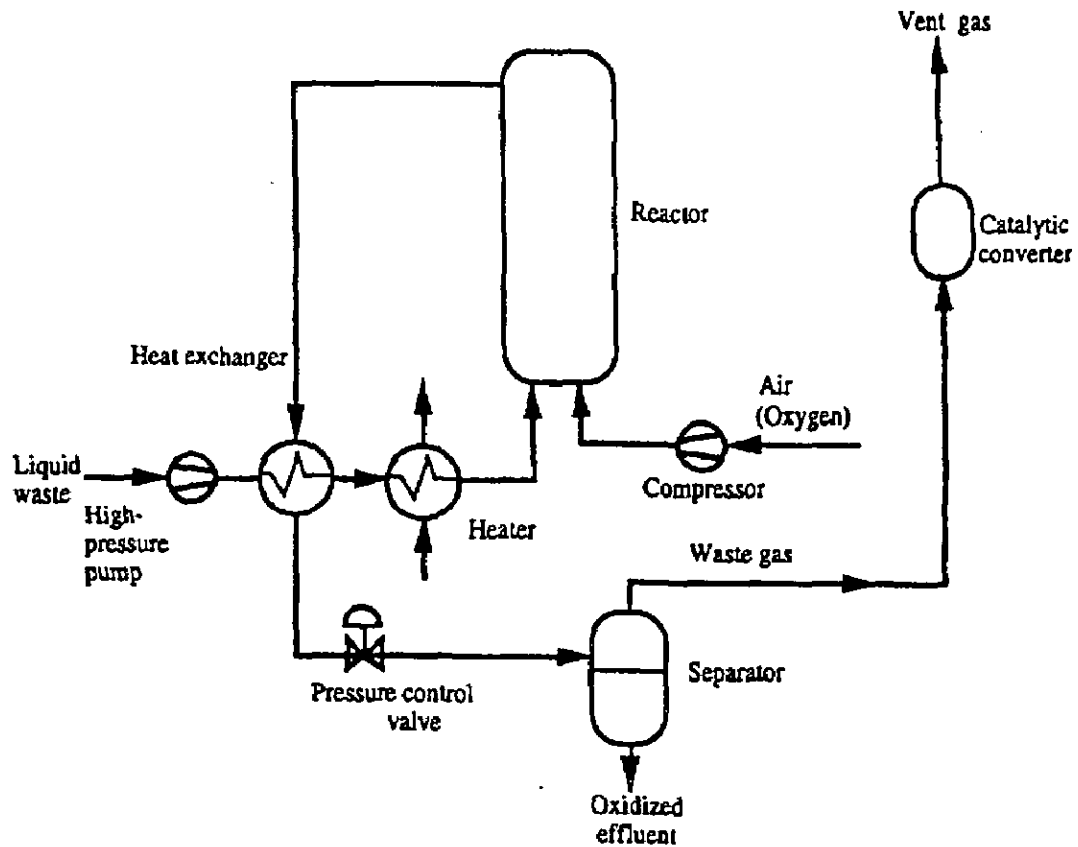 Vent gas
Reactor
Catalytic
converter
Heat exchanger
Air
(Oxygen)
Liquid
waste
High-
pressure
pump
Heater
Compressor
Waste gas
Pressure control
valve
Separator
Oxidized
effluent